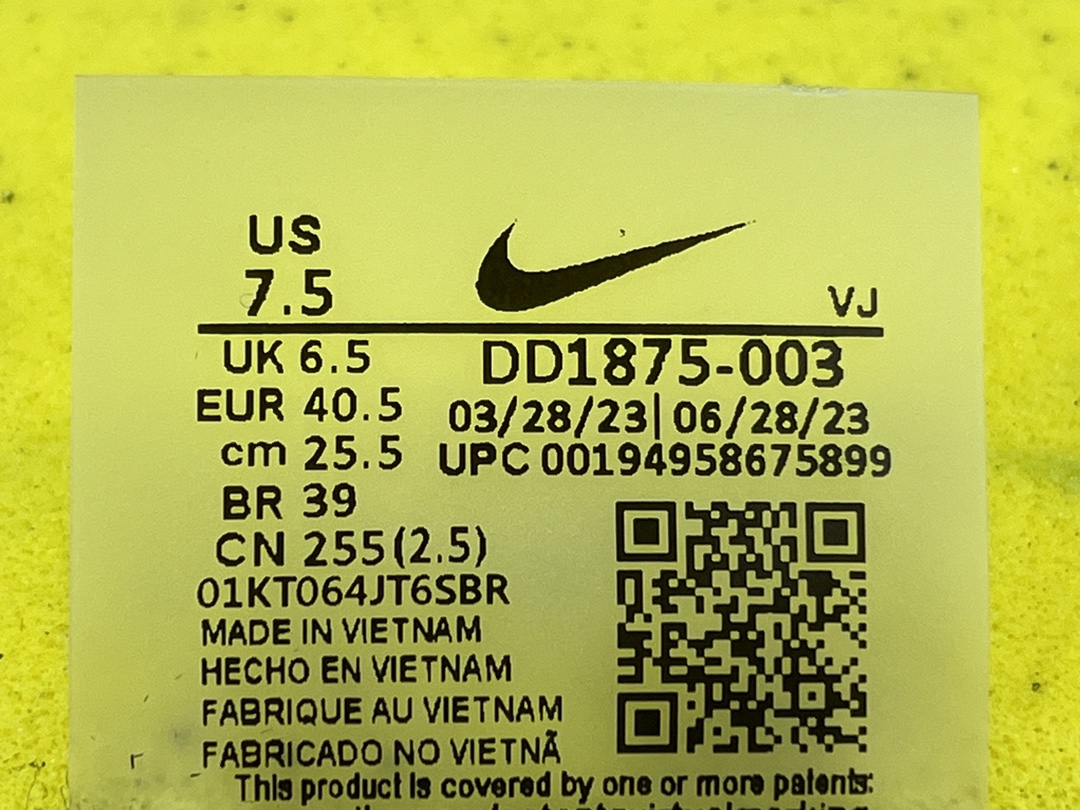 US
7.5
VJ
UK 6.5
DD1875-003
EUR 40.5
03/28/23|06/28/23
cm 25.5
UPC 00194958675899
BR 39
CN 255(2.5)
01KT064JT6SBR
MADE IN VIETNAM
HECHO EN VIETNAM
FABRIQUE AU VIETNAM
FABRICADO NO VIETNÃ
This product is covered by one or more patents: